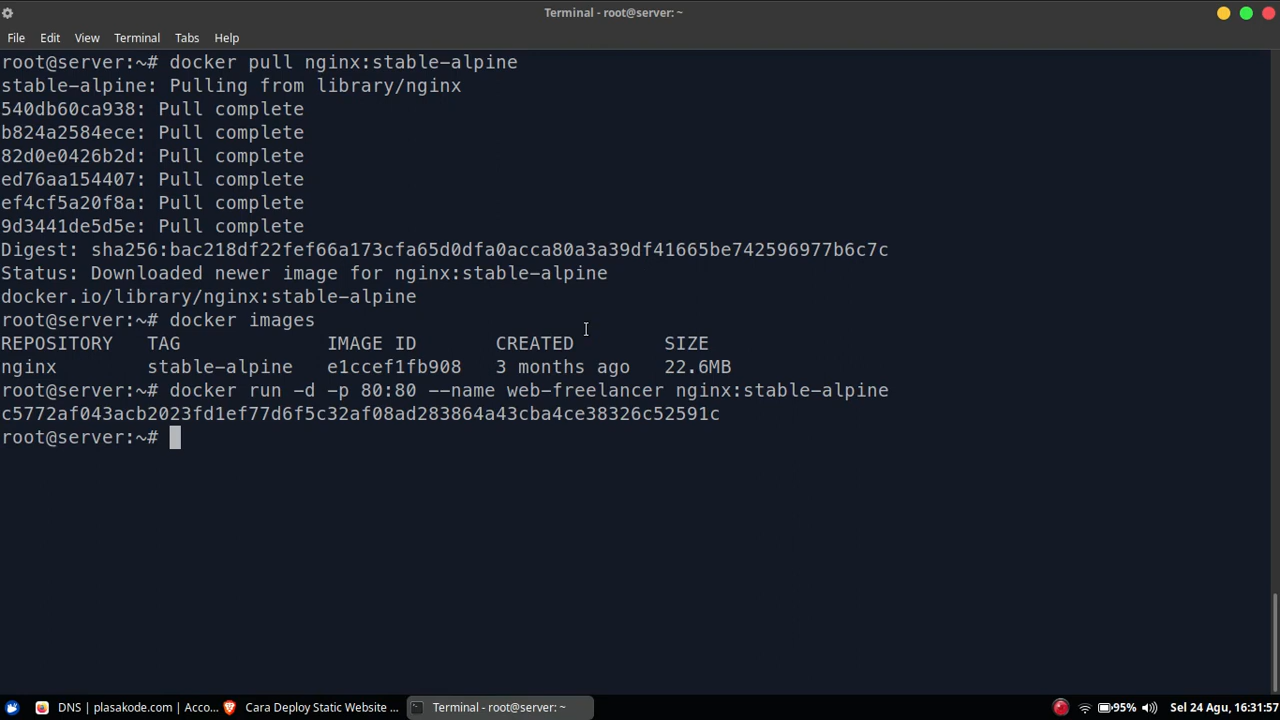 Terminal - root@server: ~
File Edit View Terminal Tabs Help
root@server:~# docker pull nginx:stable-alpine
stable-alpine: Pulling from library/nginx
540db60ca938: Pull complete
b824a2584ece: Pull complete
82d0e0426b2d: Pull complete
ed76aa154407: Pull complete
ef4cf5a20f8a: Pull complete
9d3441de5d5e: Pull complete
Digest: sha256:bac218df22fef66a173cfa65d0dfa0acca80a3a39df41665be742596977b6c7c
Status: Downloaded newer image for nginx:stable-alpine
docker.io/library/nginx:stable-alpine
root@server:~# docker images
REPOSITORY TAG IMAGE ID CREATED SIZE
nginx stable-alpine e1ccef1fb908 3 months ago 22.6MB
root@server:~# docker run -d -p 80:80 --name web-freelancer nginx:stable-alpine
c5772af043acb2023fd1ef77d6f5c32af08ad283864a43cba4ce38326c52591c
root@server:~#
DNS | plasakode.com | Acco... Cara Deploy Static Website ... Terminal - root@server: ~ 95% Sel 24 Agu, 16:31:57